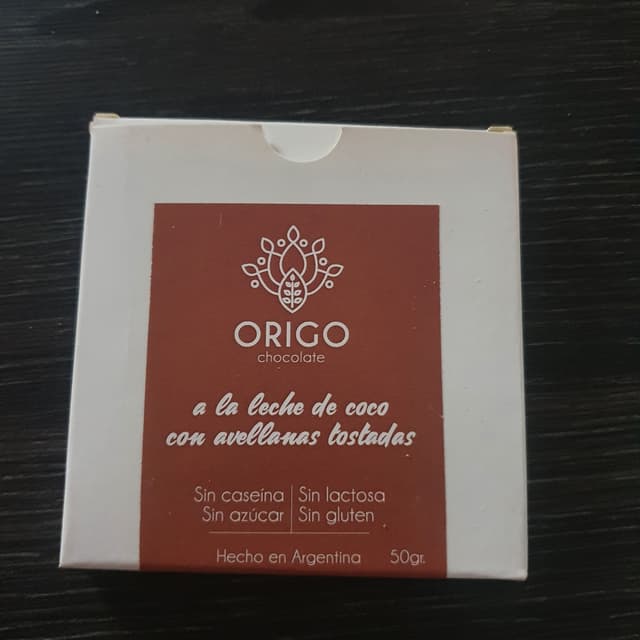 ORIGO
chocolate
a la leche de coco
con avellanas tostadas
Sin caseína | Sin lactosa
Sin azúcar | Sin gluten
Hecho en Argentina 50gr.